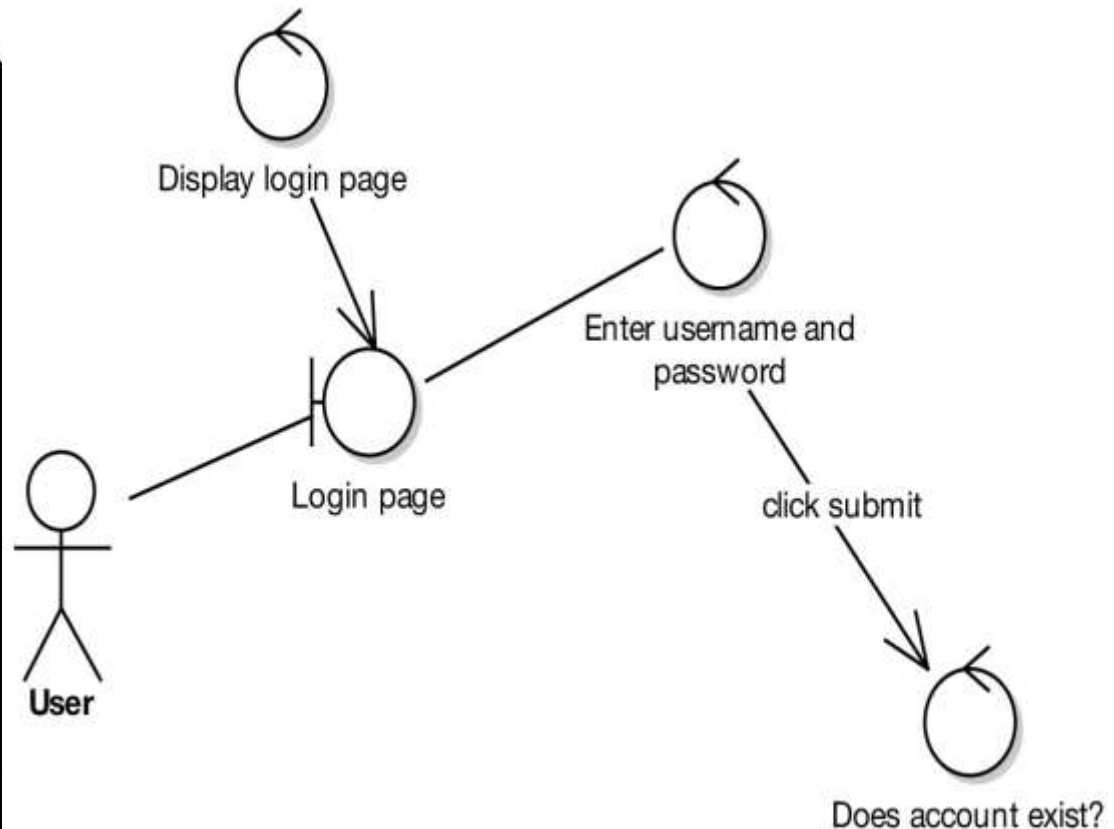 Display login page
Enter username and
password
Login page
click submit
User
Does account exist?